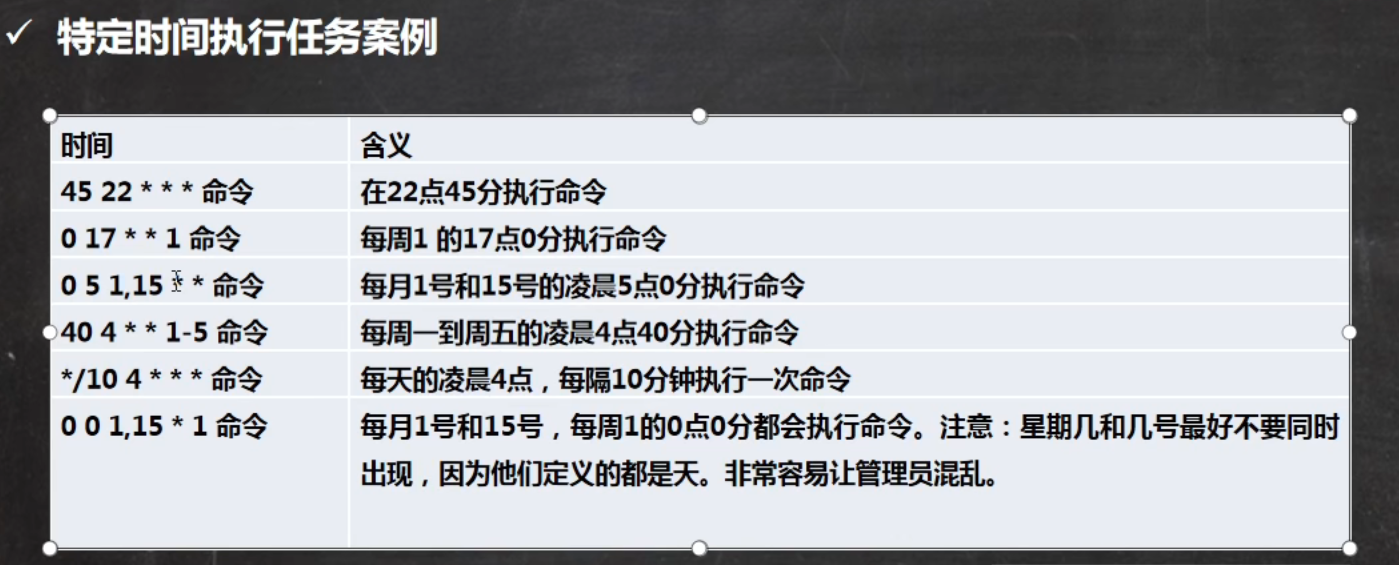 ✓ 特定时间执行任务案例
时间 含义
45 22 * * * 命令 在22点45分执行命令
0 17 * * 1 命令 每周1 的17点0分执行命令
0 5 1,15 * * 命令 每月1号和15号的凌晨5点0分执行命令
40 4 * * 1-5 命令 每周一到周五的凌晨4点40分执行命令
*/10 4 * * * 命令 每天的凌晨4点，每隔10分钟执行一次命令
0 0 1,15 * 1 命令 每月1号和15号，每周1的0点0分都会执行命令。注意：星期几和几号最好不要同时
出现，因为他们定义的都是天。非常容易让管理员混乱。